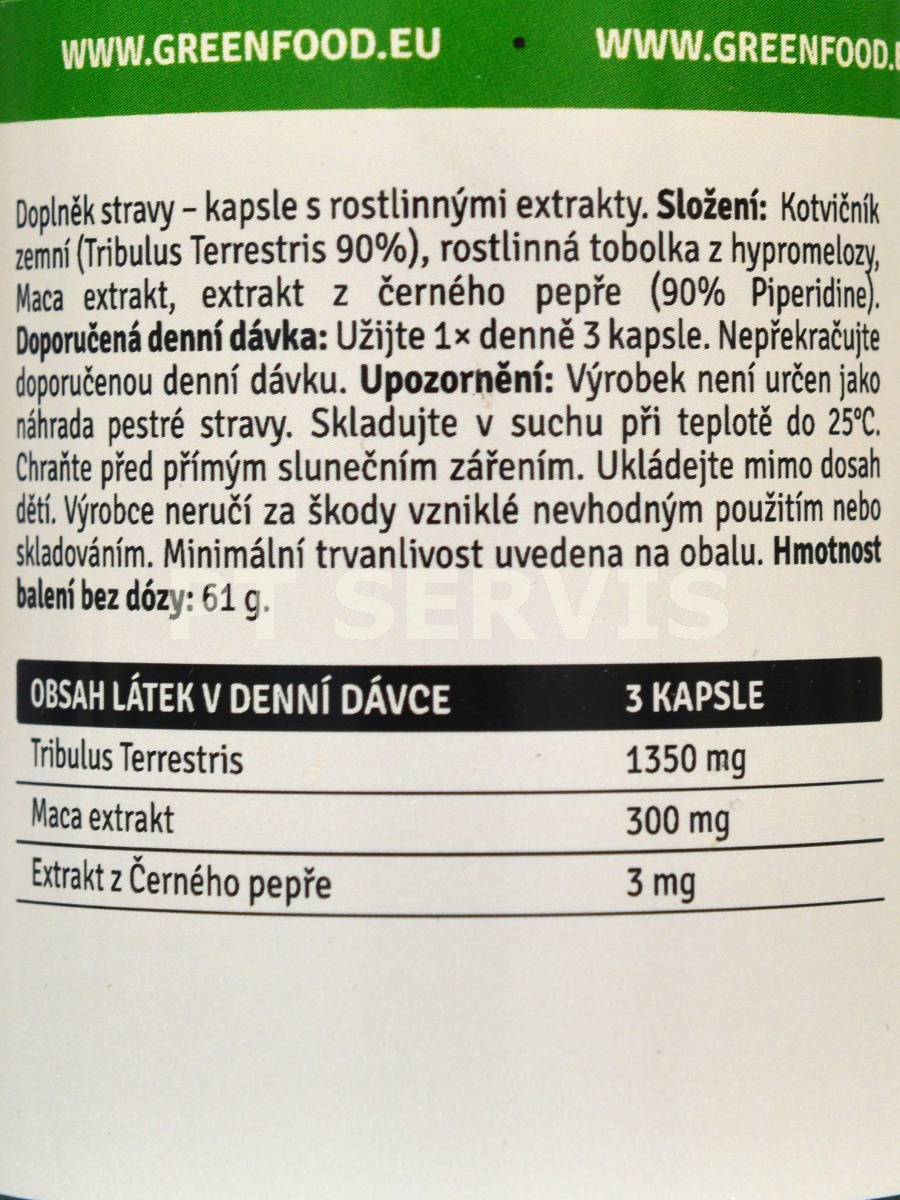 WWW.GREENFOOD.EU • WWW.GREENFOOD.E
Doplněk stravy – kapsle s rostlinnými extrakty. Složení: Kotvičník
zemní (Tribulus Terrestris 90%), rostlinná tobolka z hypromelozy,
Maca extrakt, extrakt z černého pepře (90% Piperidine).
Doporučená denní dávka: Užijte 1× denně 3 kapsle. Nepřekračujte
doporučenou denní dávku. Upozornění: Výrobek není určen jako
náhrada pestré stravy. Skladujte v suchu při teplotě do 25°C.
Chraňte před přímým slunečním zářením. Ukládejte mimo dosah
dětí. Výrobce neručí za škody vzniklé nevhodným použitím nebo
skladováním. Minimální trvanlivost uvedena na obalu. Hmotnost
balení bez dózy: 61 g.
PT SERVIS
OBSAH LÁTEK V DENNÍ DÁVCE 3 KAPSLE
Tribulus Terrestris 1350 mg
Maca extrakt 300 mg
Extrakt z Černého pepře 3 mg